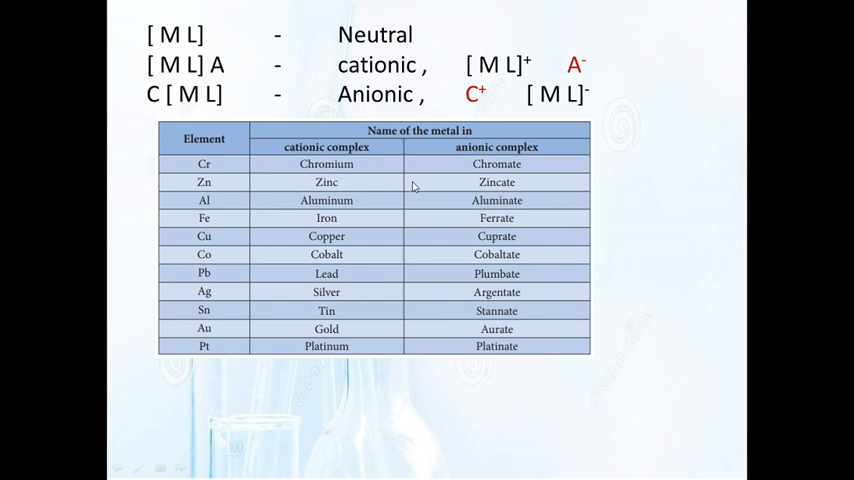 [ M L] - Neutral
[ M L] A - cationic , [ M L]⁺ A⁻
C [ M L] - Anionic , C⁺ [ M L]⁻
Element Name of the metal in
cationic complex anionic complex
Cr Chromium Chromate
Zn Zinc Zincate
Al Aluminum Aluminate
Fe Iron Ferrate
Cu Copper Cuprate
Co Cobalt Cobaltate
Pb Lead Plumbate
Ag Silver Argentate
Sn Tin Stannate
Au Gold Aurate
Pt Platinum Platinate
100